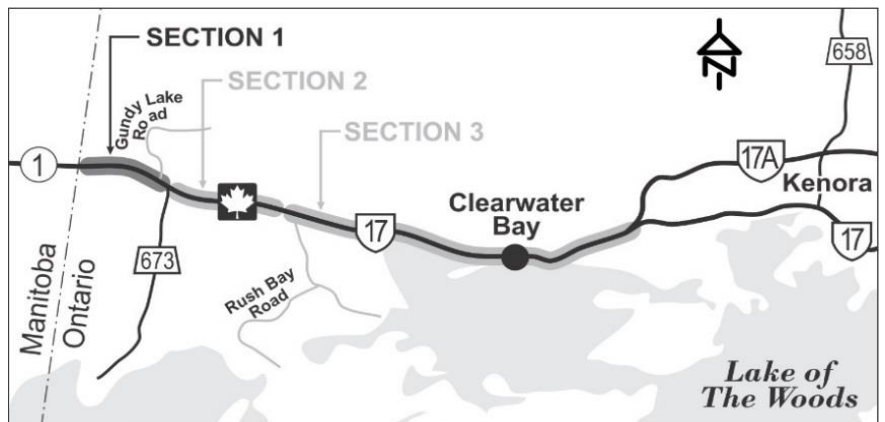 SECTION 1
658
SECTION 2
Gundy Lake
Road
SECTION 3
N
1
17A
Kenora
Clearwater
Bay
17
17
673
Manitoba
Ontario
Rush Bay
Road
Lake of
The Woods